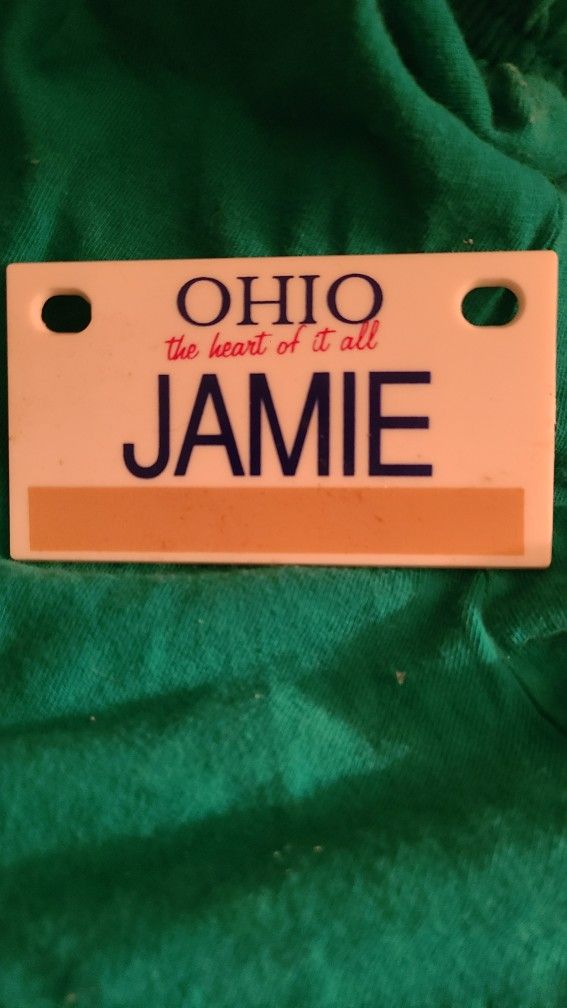 OHIO
the heart of it all
JAMIE